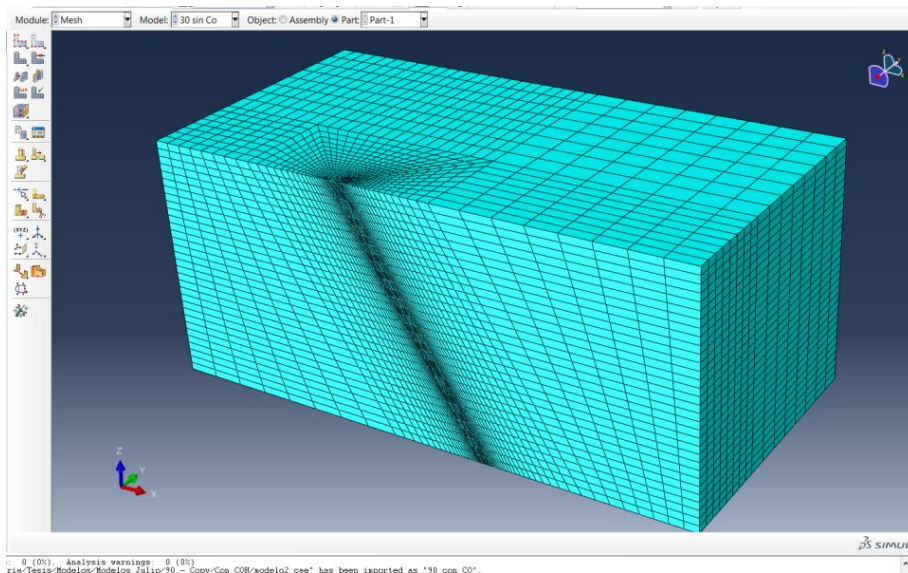 Module: Mesh Model: 30 sin Co Object: Assembly Part: Part-1
(XYZ)
Z
Y
X
: 0 (0%). Analysis warnings: 0 (0%)
ria/Tesis/Modelos/Modelos Julio/90 - Copy/Con COH/modelo2.cae" has been imported as "90 con CO".